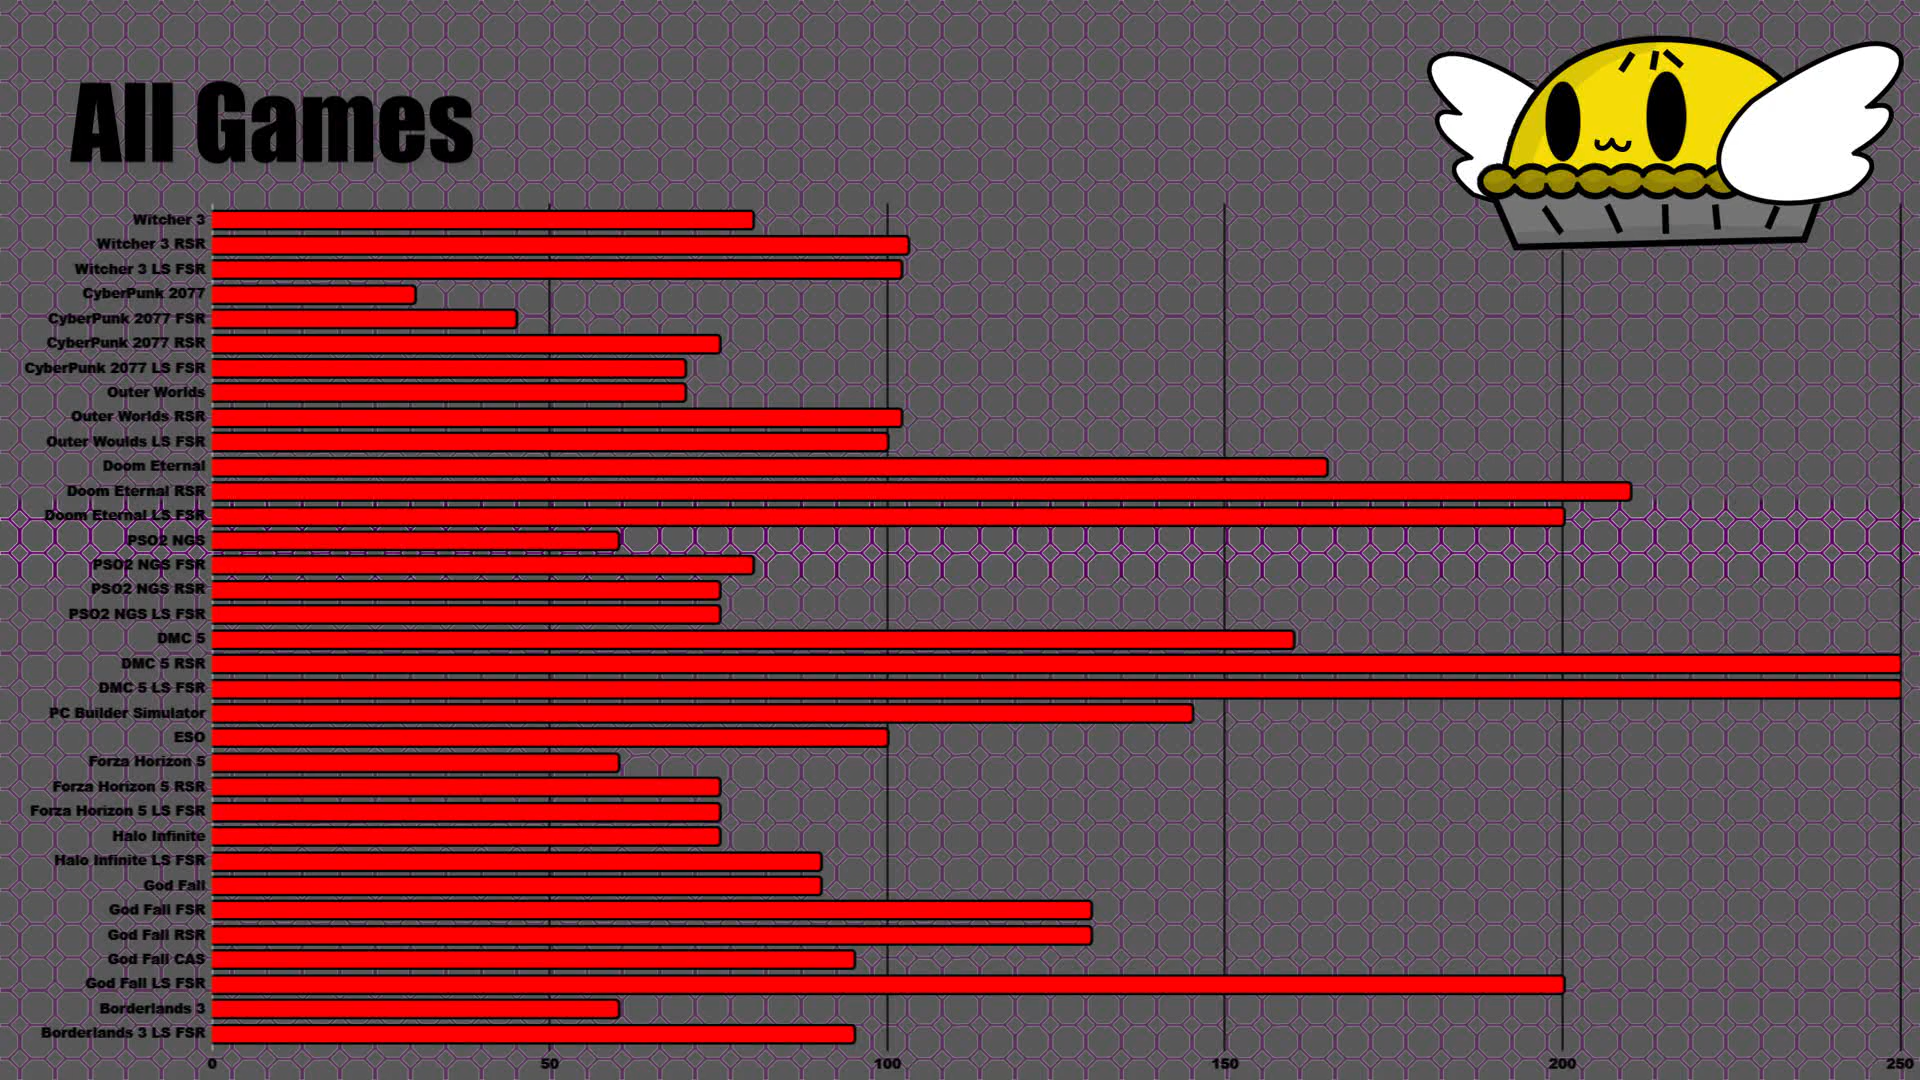 All Games
Witcher 3
Witcher 3 RSR
Witcher 3 LS FSR
CyberPunk 2077
CyberPunk 2077 FSR
CyberPunk 2077 RSR
CyberPunk 2077 LS FSR
Outer Worlds
Outer Worlds RSR
Outer Woulds LS FSR
Doom Eternal
Doom Eternal RSR
Doom Eternal LS FSR
PSO2 NGS
PSO2 NGS FSR
PSO2 NGS RSR
PSO2 NGS LS FSR
DMC 5
DMC 5 RSR
DMC 5 LS FSR
PC Builder Simulator
ESO
Forza Horizon 5
Forza Horizon 5 RSR
Forza Horizon 5 LS FSR
Halo Infinite
Halo Infinite LS FSR
God Fall
God Fall FSR
God Fall RSR
God Fall CAS
God Fall LS FSR
Borderlands 3
Borderlands 3 LS FSR
0 50 100 150 200 250